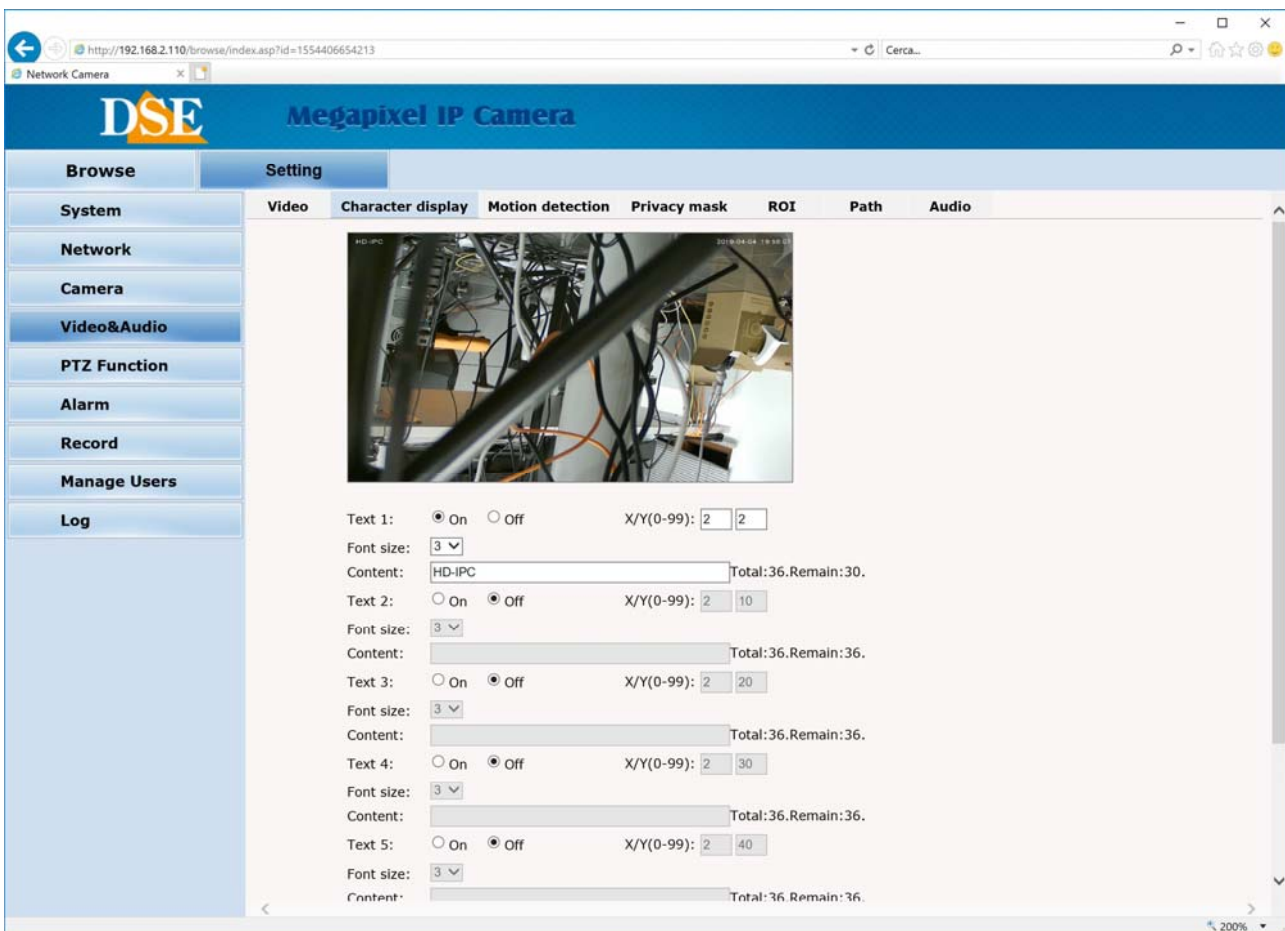 http://192.168.2.110/browse/index.asp?id=1554406654213 Cerca...
Network Camera
DSE Megapixel IP Camera
Browse Setting
System
Network
Camera
Video&Audio
PTZ Function
Alarm
Record
Manage Users
Log
Video Character display Motion detection Privacy mask ROI Path Audio
HD-IPC 2019-04-04
Text 1: On Off X/Y(0-99): 2 2
Font size: 3
Content: HD-IPC Total:36.Remain:30.
Text 2: On Off X/Y(0-99): 2 10
Font size: 3
Content: Total:36.Remain:36.
Text 3: On Off X/Y(0-99): 2 20
Font size: 3
Content: Total:36.Remain:36.
Text 4: On Off X/Y(0-99): 2 30
Font size: 3
Content: Total:36.Remain:36.
Text 5: On Off X/Y(0-99): 2 40
Font size: 3
Content: Total:36.Remain:36.
200%